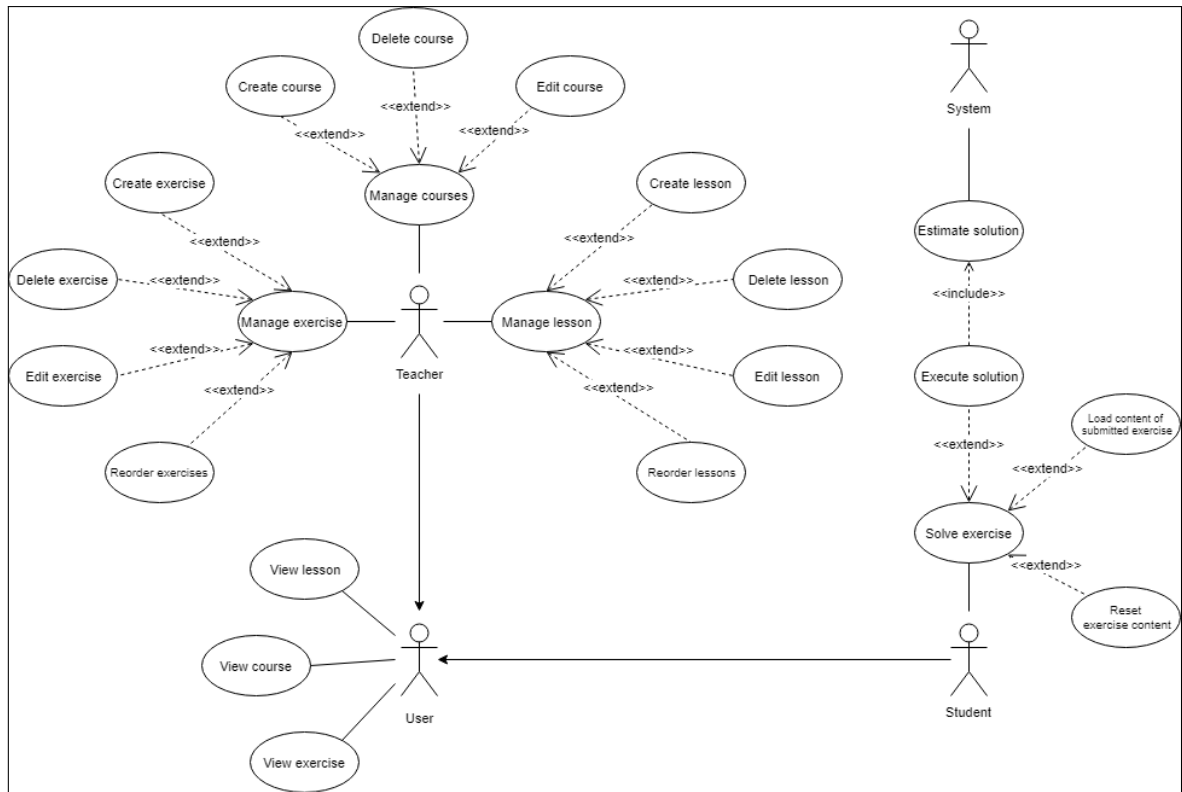 Delete course
Create course
Edit course
<<extend>>
<<extend>>
<<extend>>
System
Create exercise
Manage courses
Create lesson
<<extend>>
<<extend>>
Estimate solution
Delete exercise
<<extend>>
<<extend>>
Delete lesson
<<include>>
Manage exercise
Manage lesson
<<extend>>
<<extend>>
Teacher
Edit exercise
Edit lesson
Execute solution
<<extend>>
<<extend>>
Load content of
submitted exercise
<<extend>>
<<extend>>
Reorder exercises
Reorder lessons
Solve exercise
<<extend>>
View lesson
Reset
exercise content
View course
User
Student
View exercise